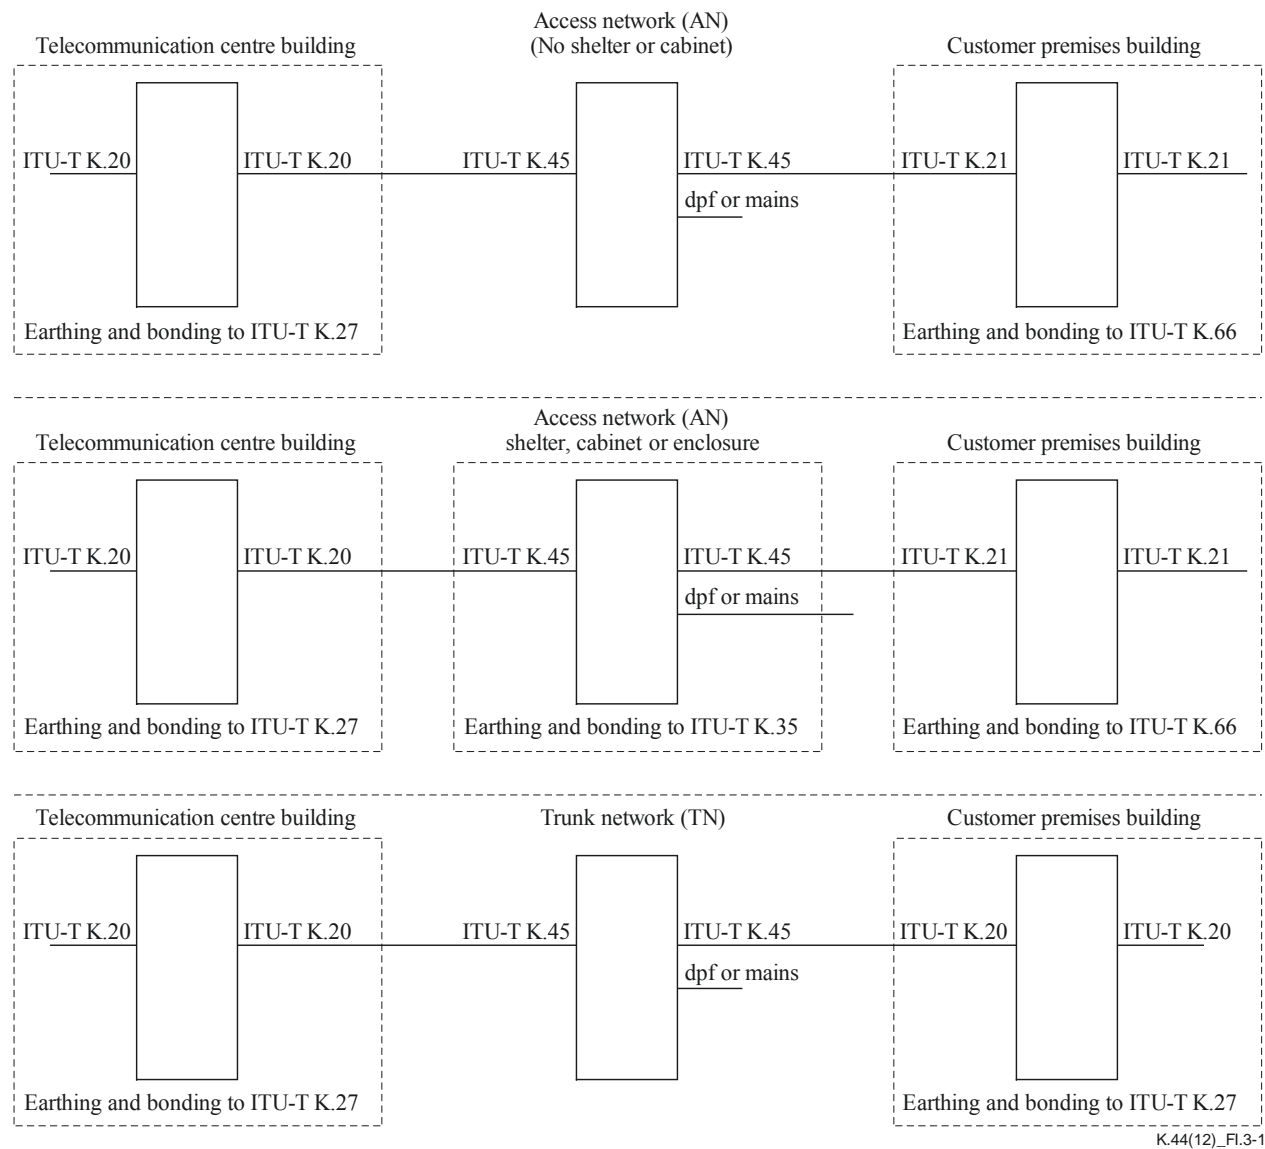 Access network (AN)
Telecommunication centre building
(No shelter or cabinet)
Customer premises building
ITU-T K.20
ITU-T K.20
ITU-T K.45
ITU-T K.45
ITU-T K.21
ITU-T K.21
dpf or mains
Earthing and bonding to ITU-T K.27
Earthing and bonding to ITU-T K.66
Access network (AN)
Telecommunication centre building
shelter, cabinet or enclosure
Customer premises building
ITU-T K.20
ITU-T K.20
ITU-T K.45
ITU-T K.45
ITU-T K.21
ITU-T K.21
dpf or mains
Earthing and bonding to ITU-T K.27
Earthing and bonding to ITU-T K.35
Earthing and bonding to ITU-T K.66
Telecommunication centre building
Trunk network (TN)
Customer premises building
ITU-T K.20
ITU-T K.20
ITU-T K.45
ITU-T K.45
ITU-T K.20
ITU-T K.20
dpf or mains
Earthing and bonding to ITU-T K.27
Earthing and bonding to ITU-T K.27
K.44(12)_FI.3-1